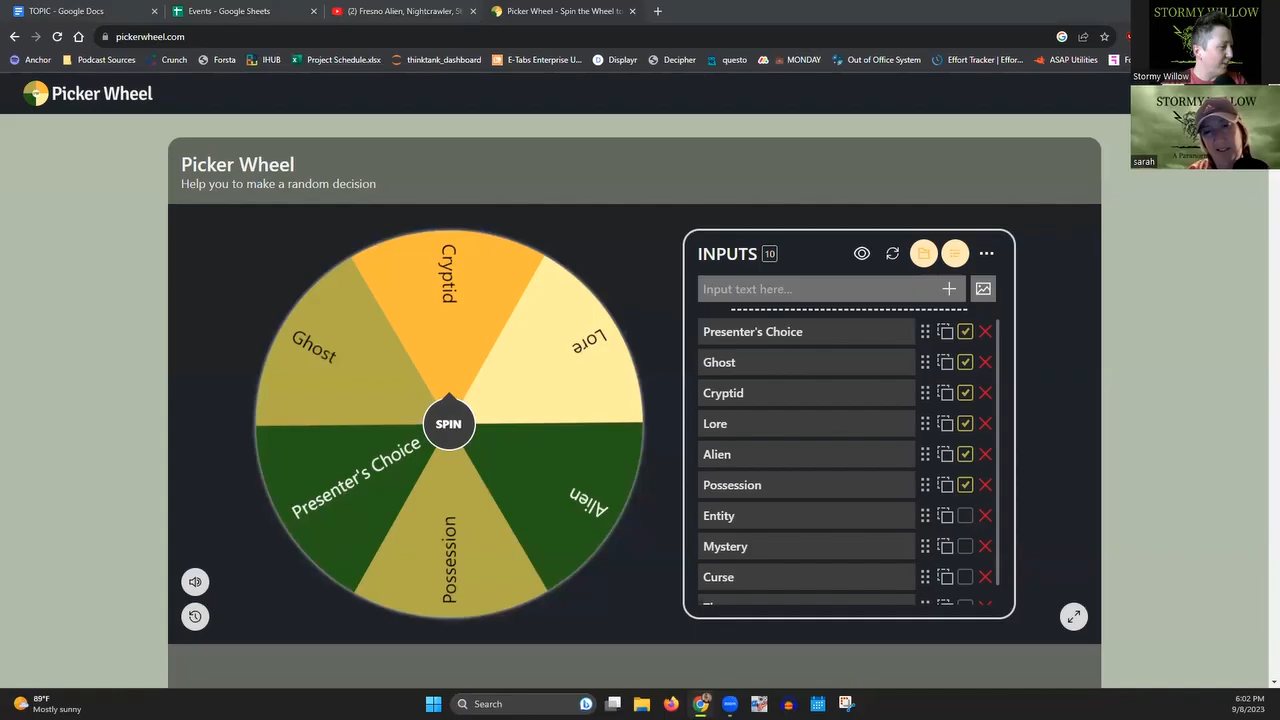 TOPIC - Google Docs
Events - Google Sheets
(2) Fresno Alien, Nightcrawler, St
Picker Wheel - Spin the Wheel to
pickerwheel.com
Anchor
Podcast Sources
Crunch
Forsta
IHUB
Project Schedule.xlsx
thinktank_dashboard
E-Tabs Enterprise U...
Displayr
Decipher
questo
MONDAY
Out of Office System
Effort Tracker | Effor...
ASAP Utilities
STORMY WILLOW
Stormy Willow
STORMY WILLOW
sarah
Picker Wheel
Picker Wheel
Help you to make a random decision
Cryptid
Lore
Alien
Possession
Presenter's Choice
Ghost
SPIN
INPUTS 10
Input text here...
Presenter's Choice
Ghost
Cryptid
Lore
Alien
Possession
Entity
Mystery
Curse
89°F
Mostly sunny
Search
6:02 PM
9/8/2023